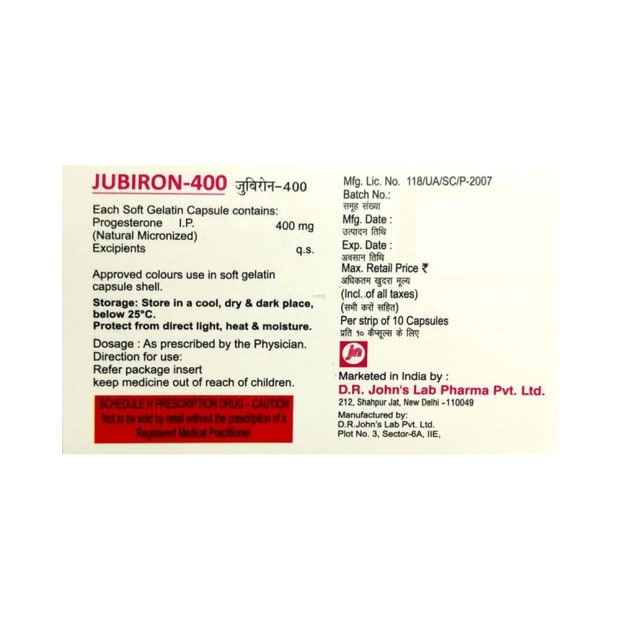 JUBIRON-400 जुबिरोन-400
Each Soft Gelatin Capsule contains:
Progesterone I.P. 400 mg
(Natural Micronized)
Excipients q.s.
Approved colours use in soft gelatin
capsule shell.
Storage: Store in a cool, dry & dark place,
below 25°C.
Protect from direct light, heat & moisture.
Dosage : As prescribed by the Physician.
Direction for use:
Refer package insert
keep medicine out of reach of children.
SCHEDULE H PRESCRIPTION DRUG - CAUTION
Not to be sold by retail without the prescription of a
Registered Medical Practitioner.
Mfg. Lic. No. 118/UA/SC/P-2007
Batch No.:
समूह संख्या
Mfg. Date :
उत्पादन तिथि
Exp. Date :
अवसान तिथि
Max. Retail Price ₹
अधिकतम खुदरा मूल्य
(Incl. of all taxes)
(सभी करों सहित)
Per strip of 10 Capsules
प्रति १० कैप्सूल्स के लिए
jn
Marketed in India by :
D.R. John's Lab Pharma Pvt. Ltd.
212, Shahpur Jat, New Delhi -110049
Manufactured by:
D.R.John's Lab Pvt. Ltd.
Plot No. 3, Sector-6A, IIE,